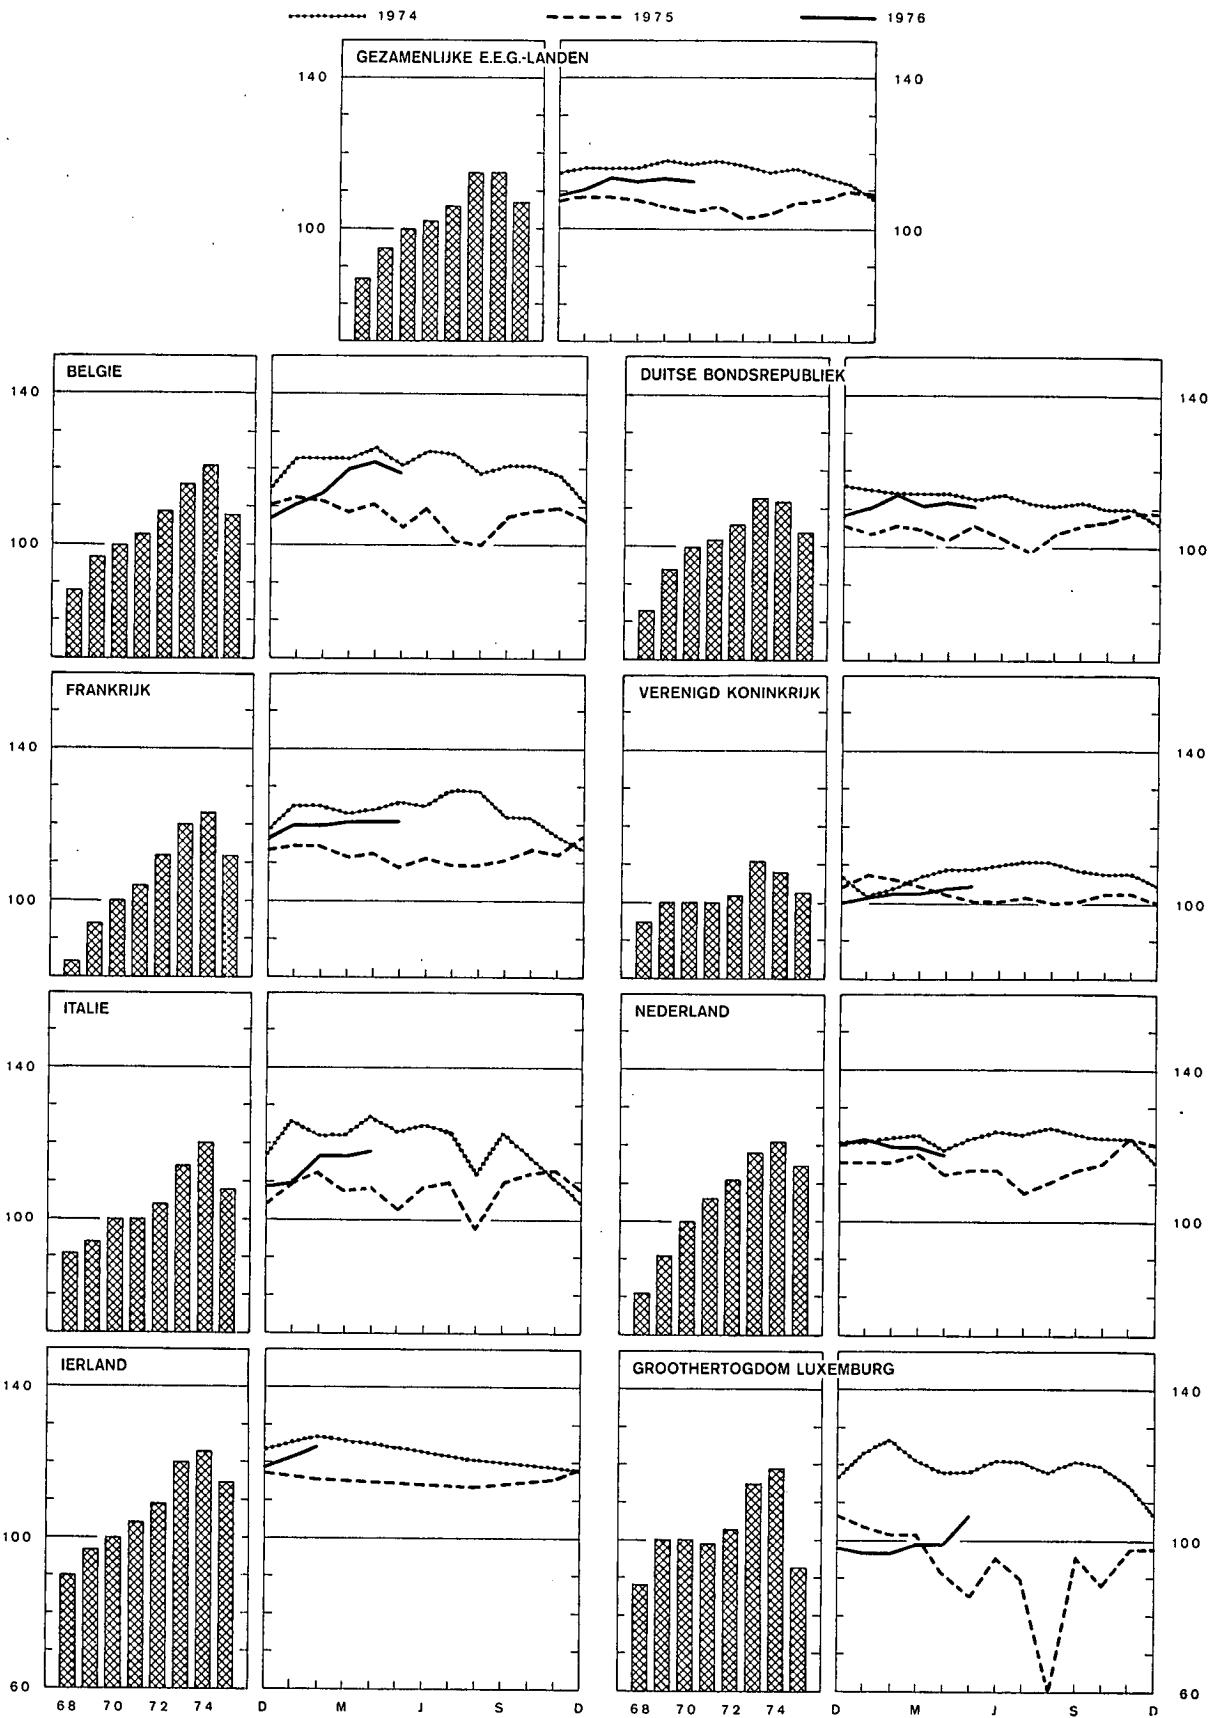 1974 1975 1976
GEZAMENLIJKE E.E.G.-LANDEN
140 140
100 100
BELGIE DUITSE BONDSREPUBLIEK
140 140
100 100
FRANKRIJK VERENIGD KONINKRIJK
140 140
100 100
ITALIE NEDERLAND
140 140
100 100
IERLAND GROOTHERTOGDOM LUXEMBURG
140 140
100 100
60 60
68 70 72 74 D M J S D 68 70 72 74 D M J S D